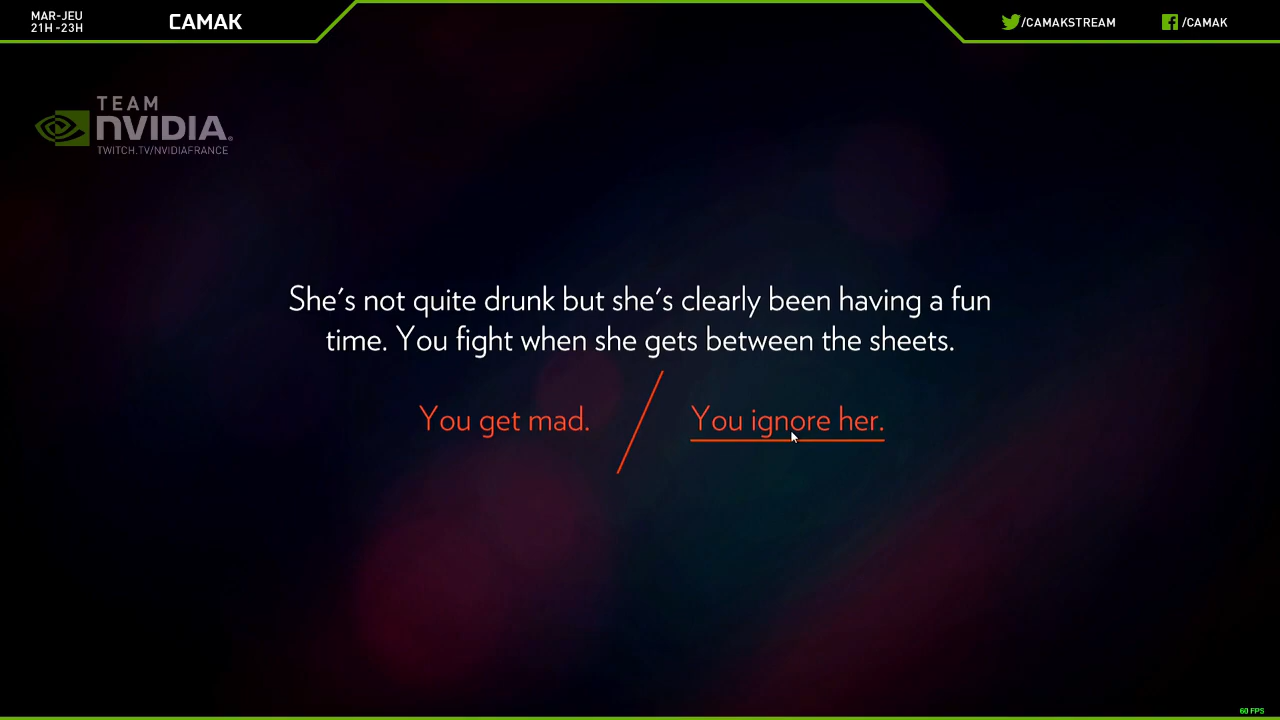 MAR-JEU
21H -23H
CAMAK
/CAMAKSTREAM
/CAMAK
TEAM
NVIDIA.
TWITCH.TV/NVIDIAFRANCE
She's not quite drunk but she's clearly been having a fun
time. You fight when she gets between the sheets.
You get mad.
You ignore her.
60 FPS